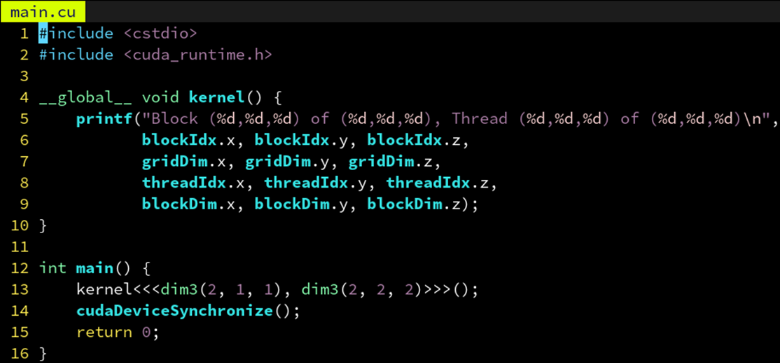 main.cu
1 #include <cstdio>
2 #include <cuda_runtime.h>
3
4 __global__ void kernel() {
5     printf("Block (%d,%d,%d) of (%d,%d,%d), Thread (%d,%d,%d) of (%d,%d,%d)\n",
6            blockIdx.x, blockIdx.y, blockIdx.z,
7            gridDim.x, gridDim.y, gridDim.z,
8            threadIdx.x, threadIdx.y, threadIdx.z,
9            blockDim.x, blockDim.y, blockDim.z);
10 }
11
12 int main() {
13     kernel<<<dim3(2, 1, 1), dim3(2, 2, 2)>>>();
14     cudaDeviceSynchronize();
15     return 0;
16 }